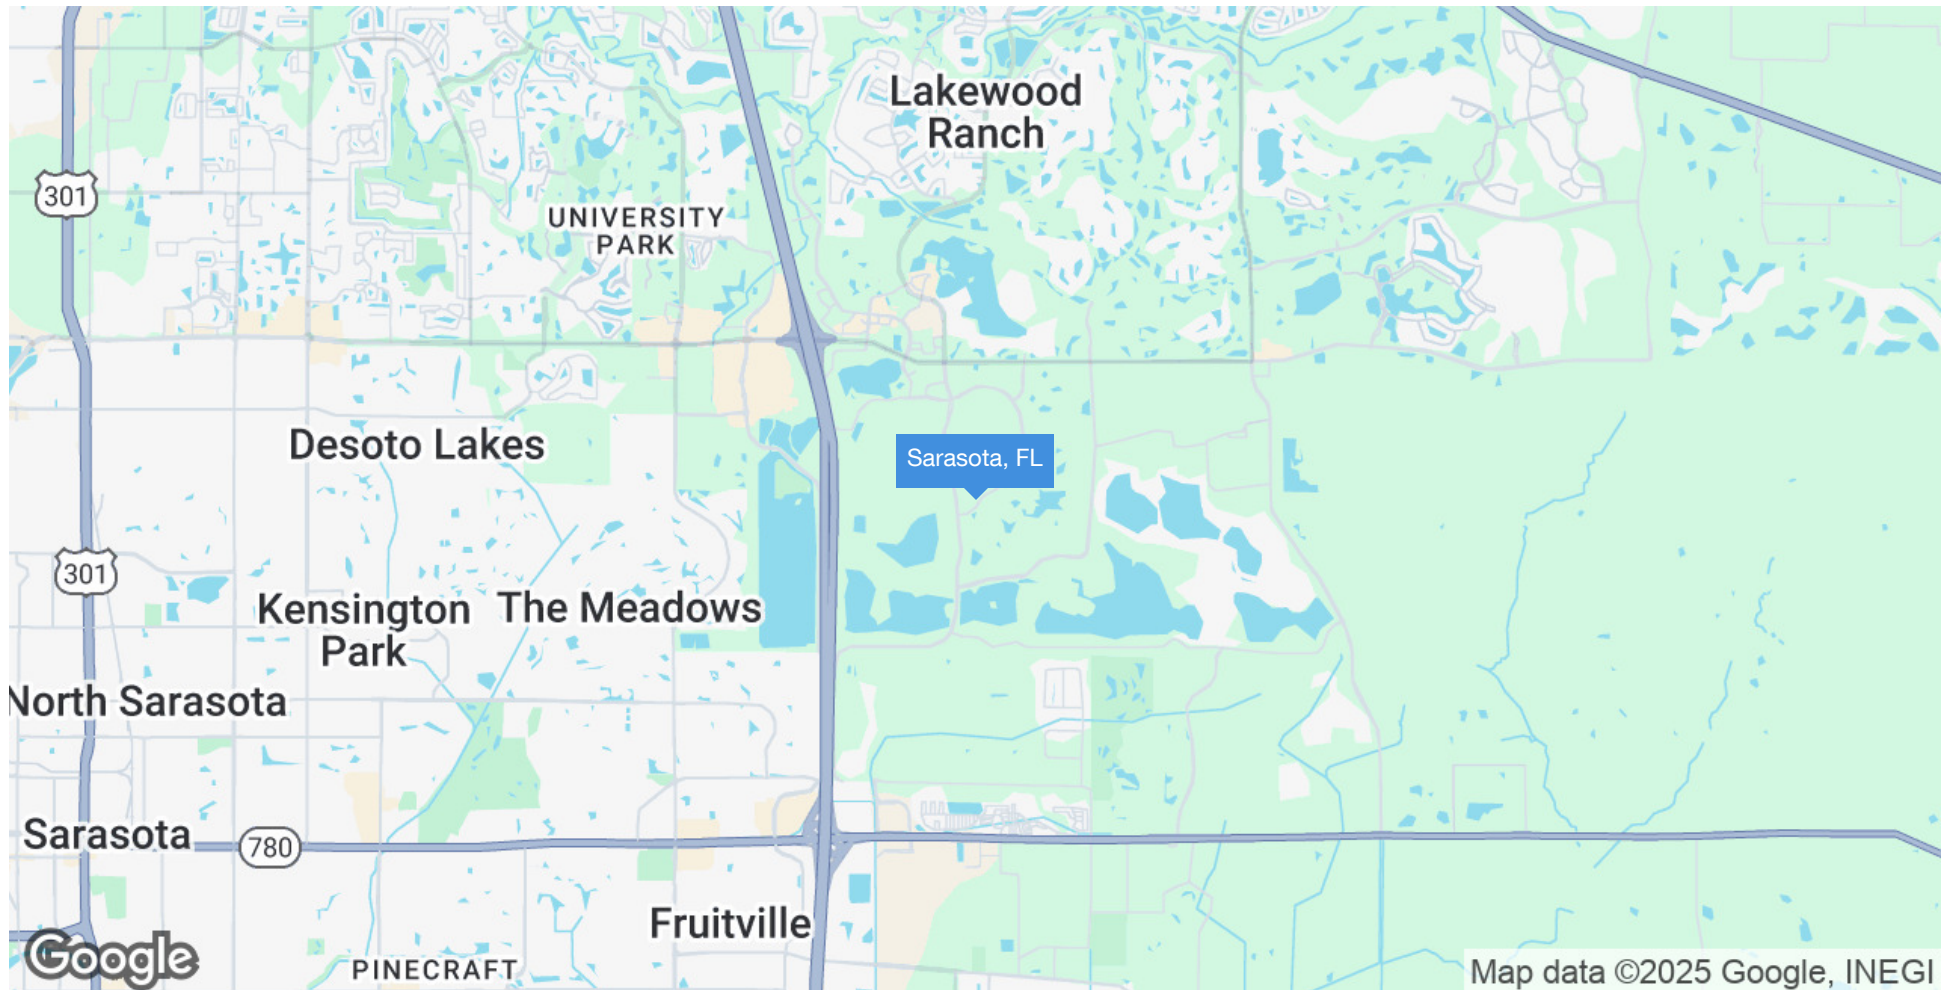 Lakewood
Ranch
301
UNIVERSITY
PARK
Desoto Lakes
Sarasota, FL
301
Kensington
Park
The Meadows
North Sarasota
Sarasota
780
Fruitville
PINECRAFT
Google
Map data ©2025 Google, INEGI